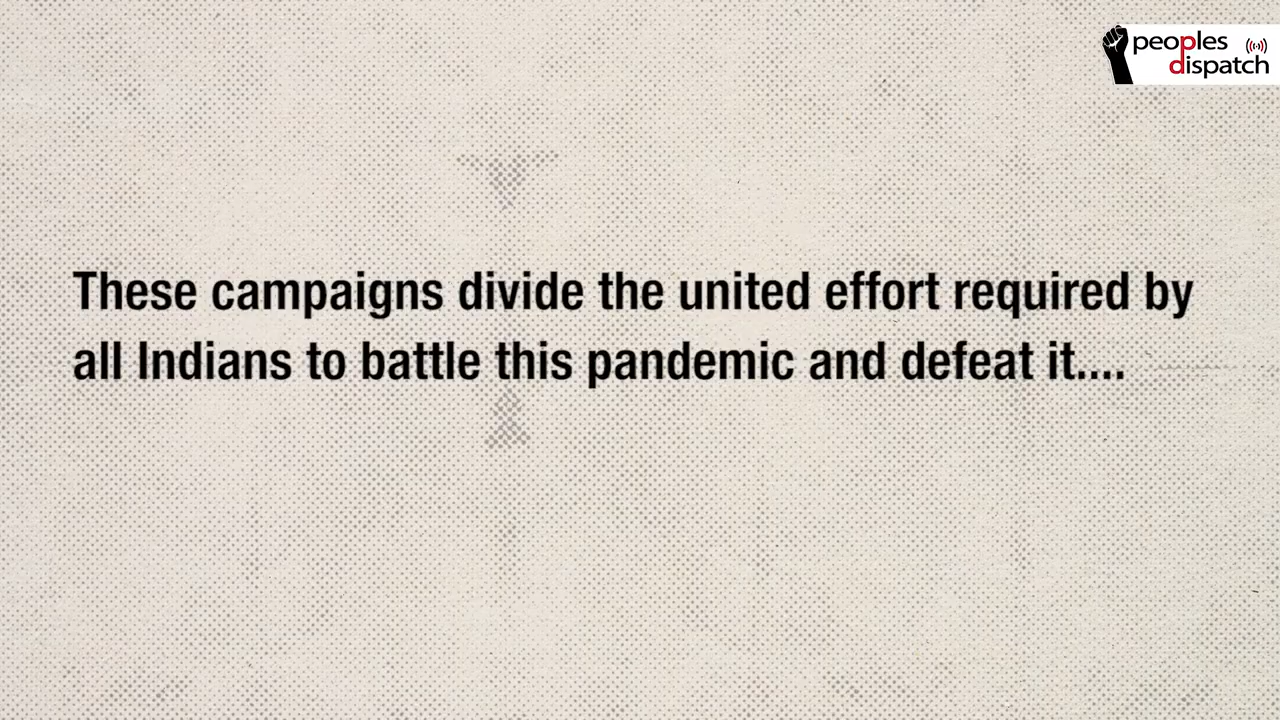 peoples
dispatch
These campaigns divide the united effort required by
all Indians to battle this pandemic and defeat it....